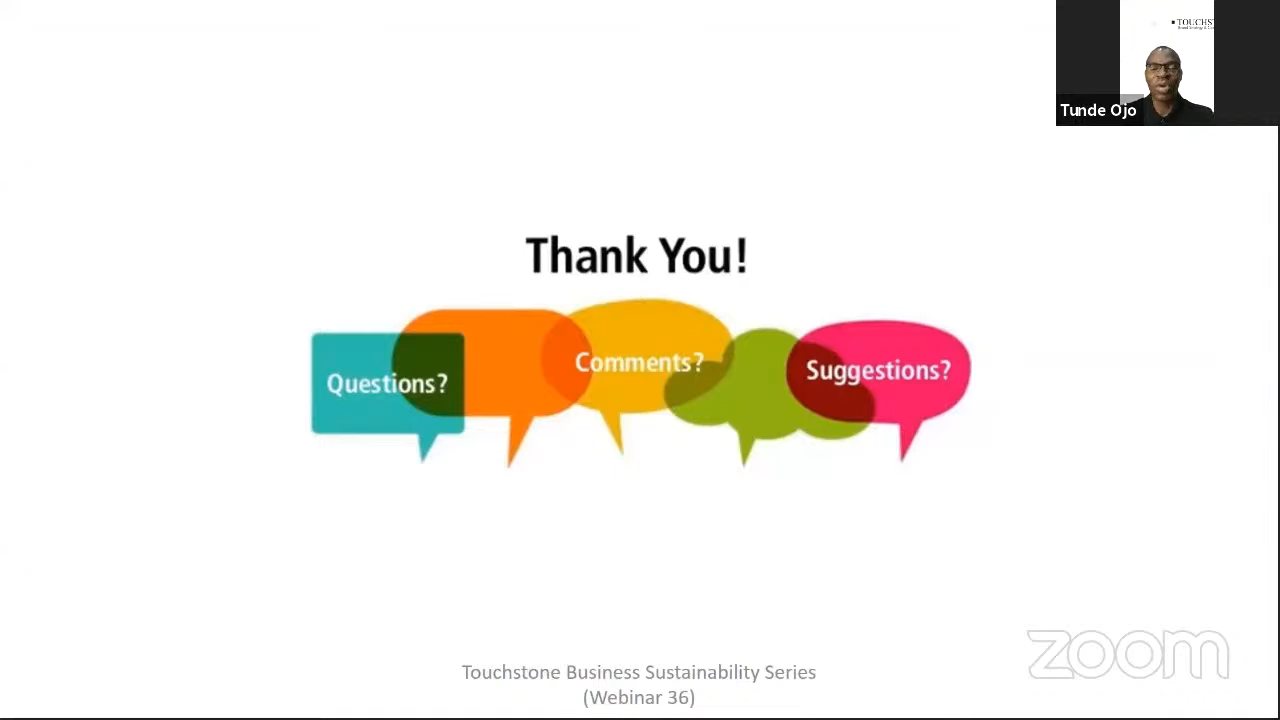 Tunde Ojo
Thank You!
Questions?
Comments?
Suggestions?
Touchstone Business Sustainability Series
(Webinar 36)
zoom